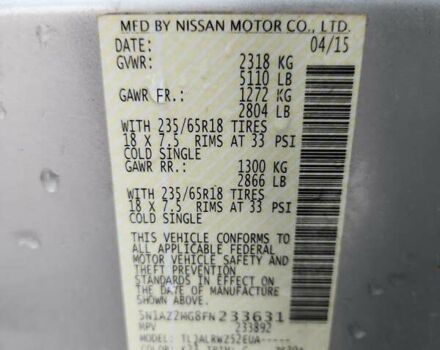 MFD BY NISSAN MOTOR CO., LTD.
DATE: 04/15
GVWR: 2318 KG
5110 LB
GAWR FR.: 1272 KG
2804 LB
WITH 235/65R18 TIRES
18 X 7.5 RIMS AT 33 PSI
COLD SINGLE
GAWR RR.: 1300 KG
2866 LB
WITH 235/65R18 TIRES
18 X 7.5 RIMS AT 33 PSI
COLD SINGLE
THIS VEHICLE CONFORMS TO
ALL APPLICABLE FEDERAL
MOTOR VEHICLE SAFETY AND
THEFT PREVENTION
STANDARDS IN EFFECT ON
THE DATE OF MANUFACTURE
SHOWN ABOVE.
5N1AZ2MG8FN233631
MPV 233892
MODEL:
COLOR: K23 TRIM: G